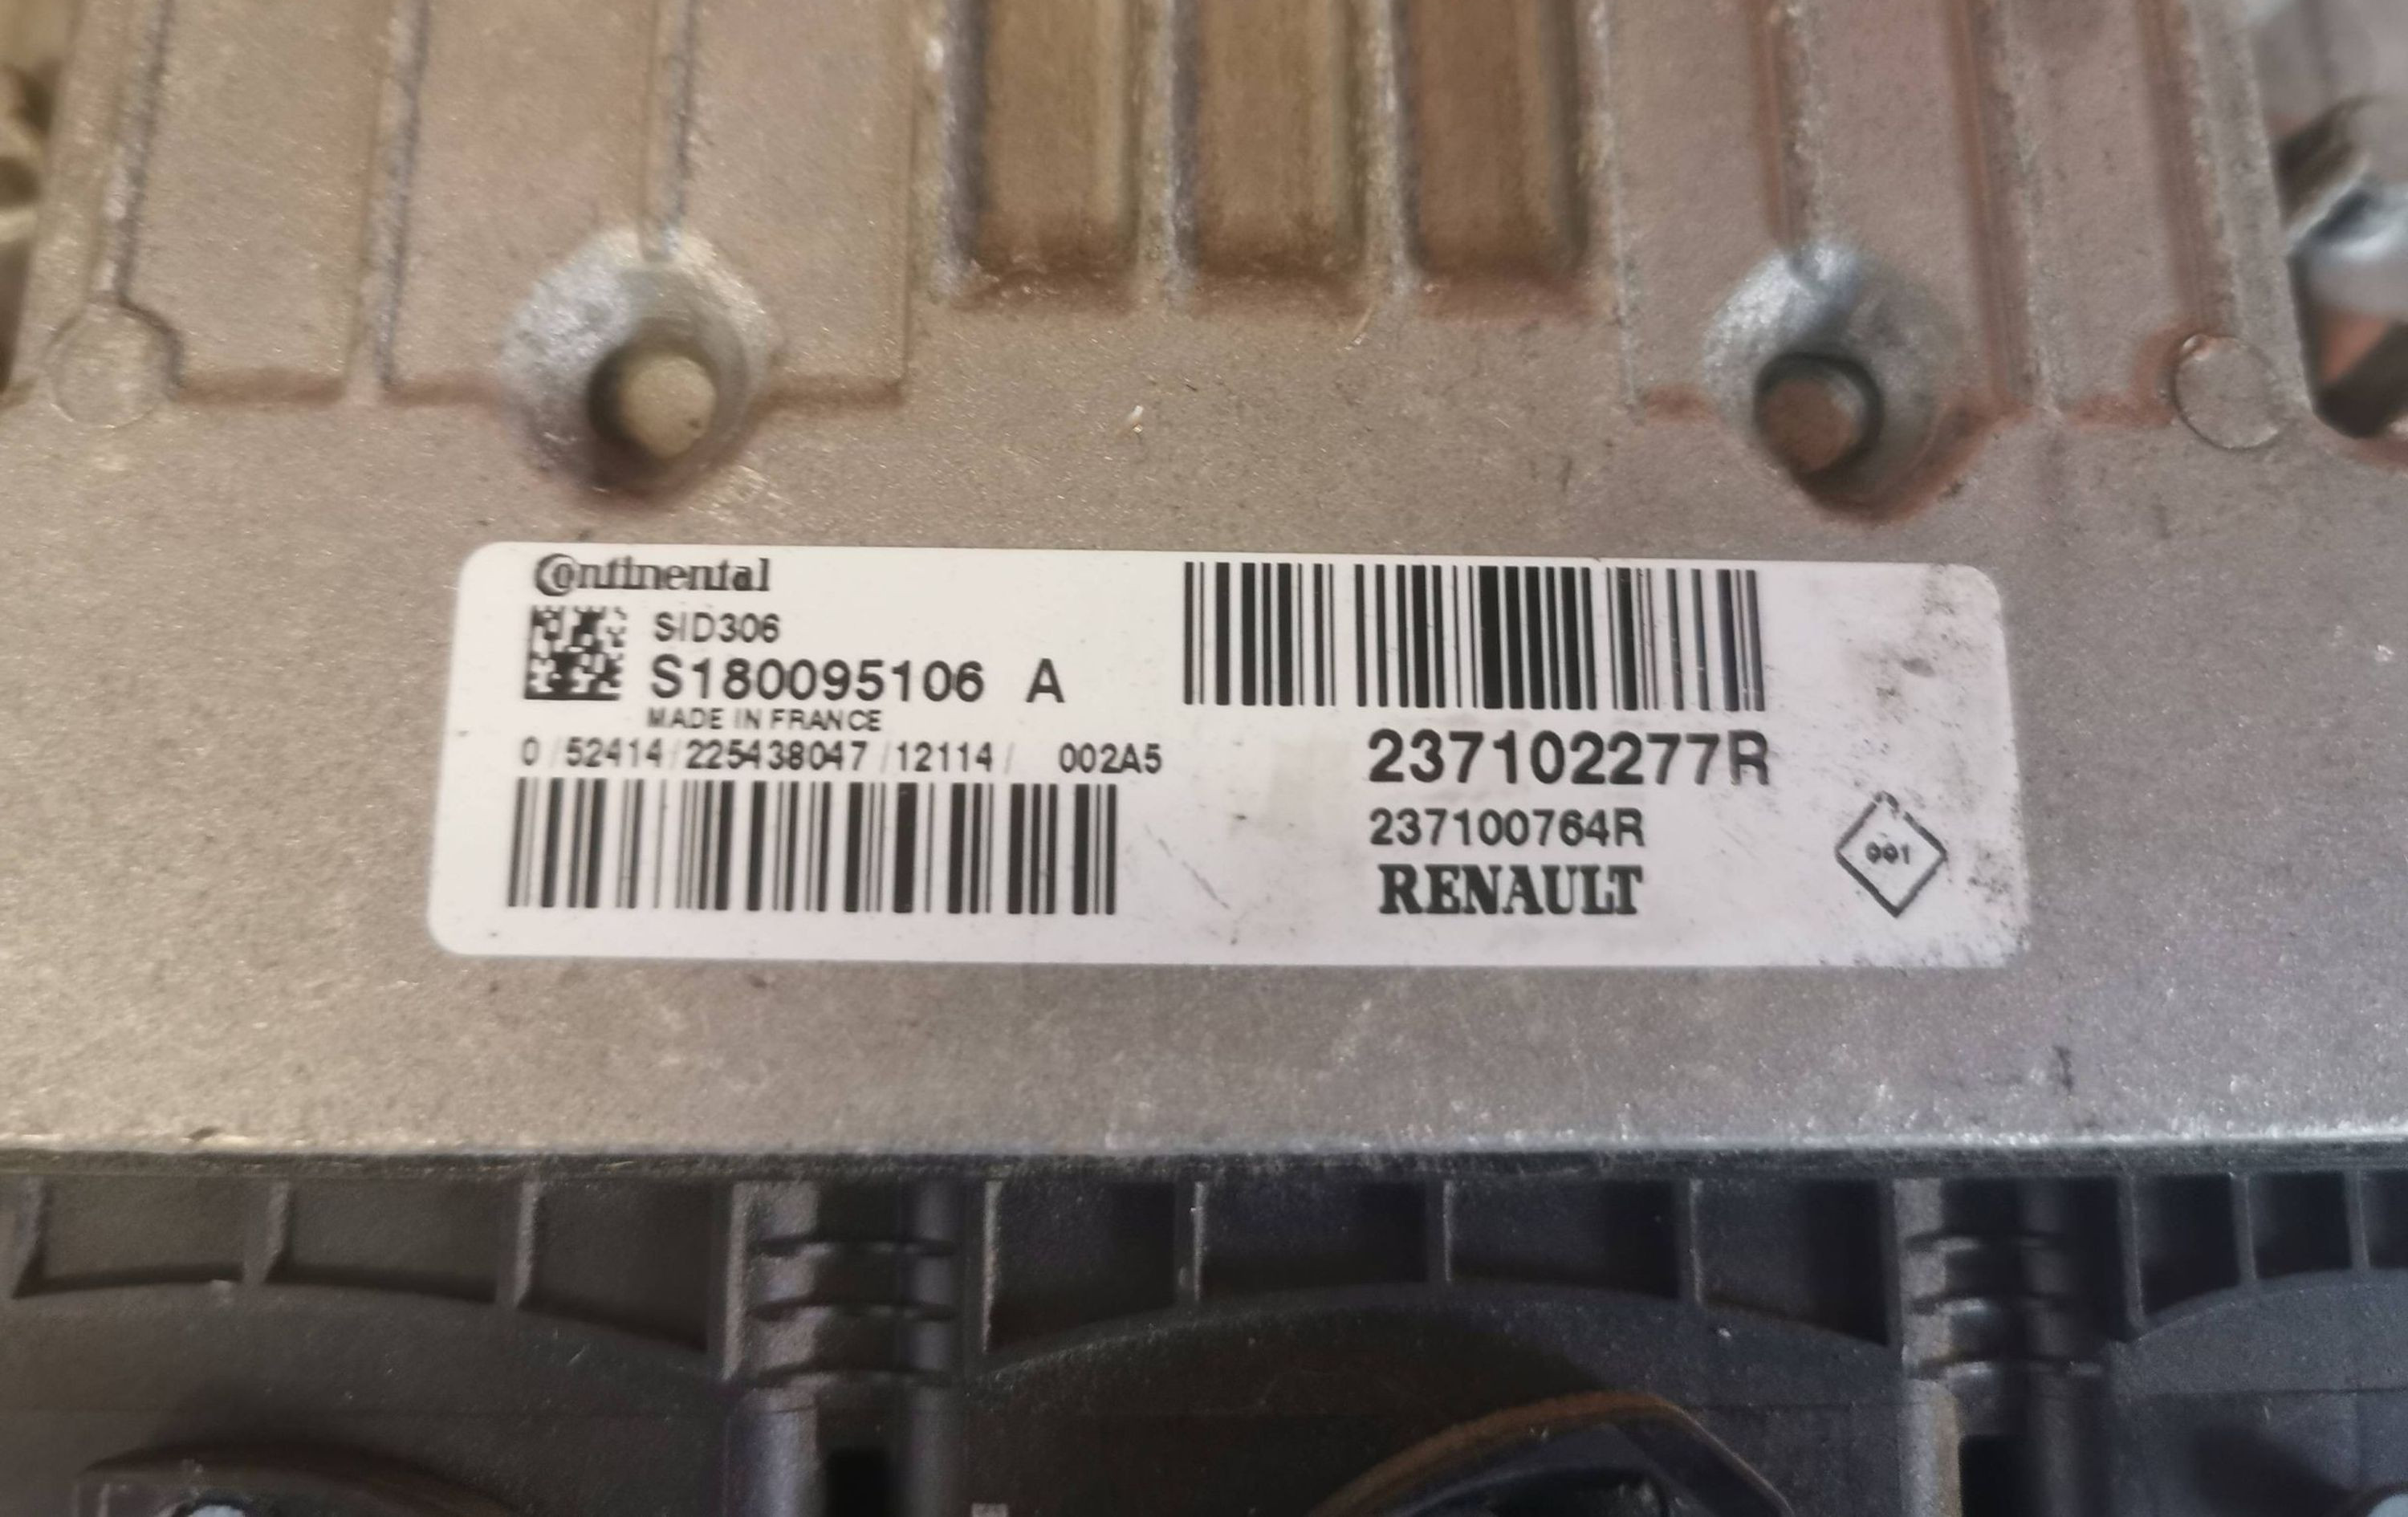 Continental
SID306
S180095106 A
MADE IN FRANCE
0 / 52414 / 225438047 / 12114 / 002A5
237102277R
237100764R
RENAULT
001